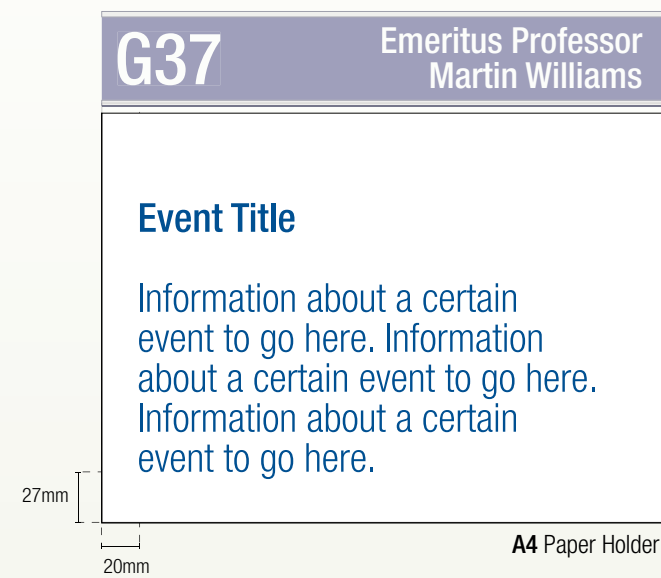 G37
Emeritus Professor
Martin Williams
Event Title
Information about a certain
event to go here. Information
about a certain event to go here.
Information about a certain
event to go here.
27mm
A4 Paper Holder
20mm